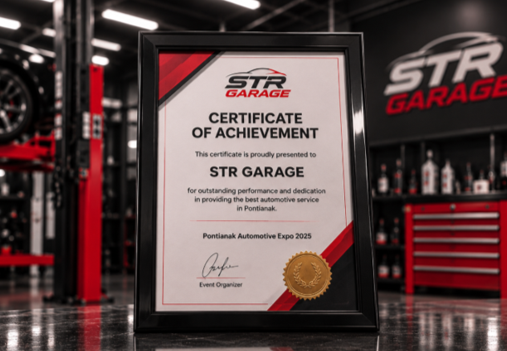 STR
GARAGE
CERTIFICATE
OF ACHIEVEMENT
This certificate is proudly presented to
STR GARAGE
for outstanding performance and dedication
in providing the best automotive service
in Pontianak.
Pontianak Automotive Expo 2025
Event Organizer
STR
GARAGE